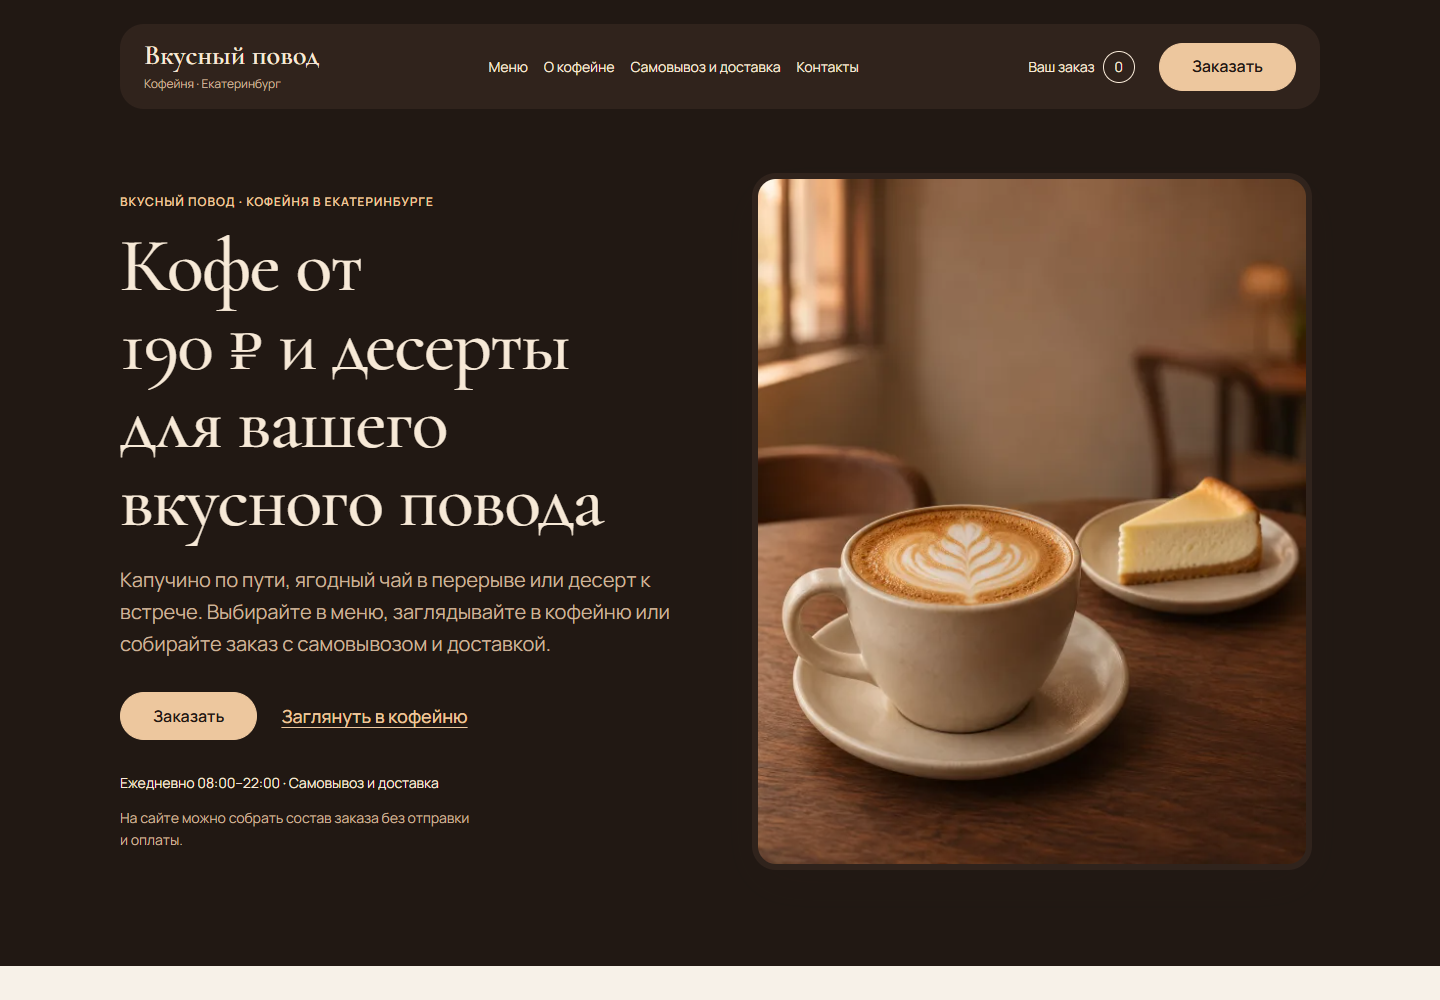 Вкусный повод
Кофейня · Екатеринбург
Меню О кофейне Самовывоз и доставка Контакты
Ваш заказ 0
Заказать
ВКУСНЫЙ ПОВОД · КОФЕЙНЯ В ЕКАТЕРИНБУРГЕ
Кофе от
190 ₽ и десерты
для вашего
вкусного повода
Капучино по пути, ягодный чай в перерыве или десерт к
встрече. Выбирайте в меню, заглядывайте в кофейню или
собирайте заказ с самовывозом и доставкой.
Заказать
Заглянуть в кофейню
Ежедневно 08:00–22:00 · Самовывоз и доставка
На сайте можно собрать состав заказа без отправки
и оплаты.